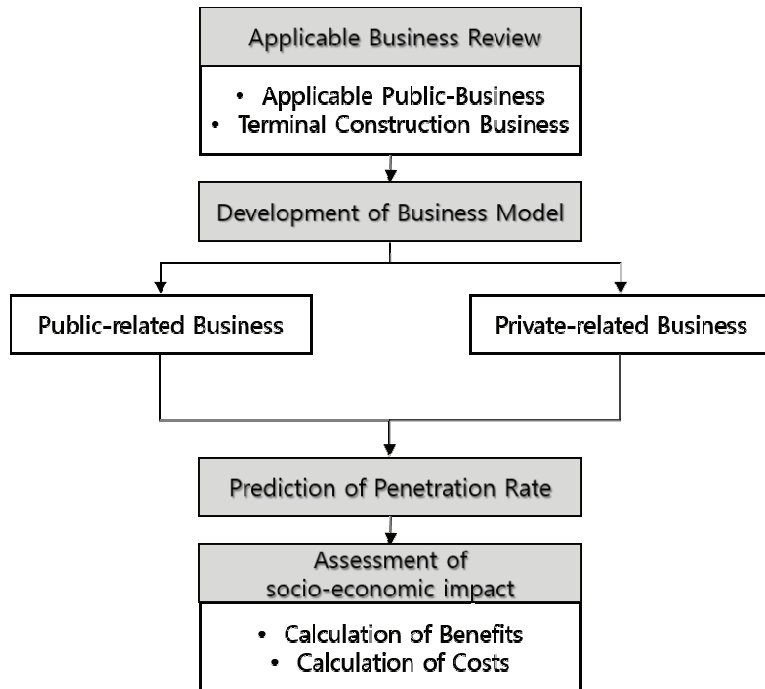 Applicable Business Review
• Applicable Public-Business
• Terminal Construction Business
Development of Business Model
Public-related Business
Private-related Business
Prediction of Penetration Rate
Assessment of
socio-economic impact
• Calculation of Benefits
• Calculation of Costs